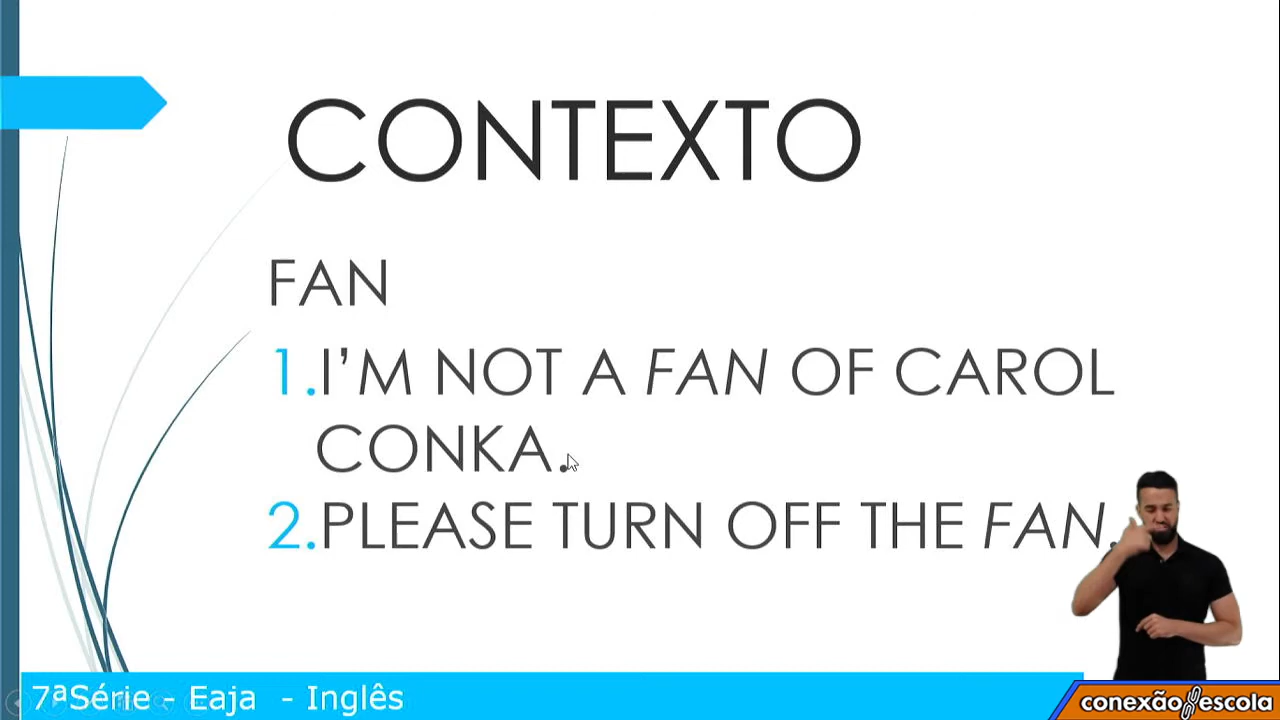 CONTEXTO
FAN
1.I’M NOT A FAN OF CAROL
CONKA.
2.PLEASE TURN OFF THE FAN.
7ªSérie - Eaja - Inglês
conexão escola